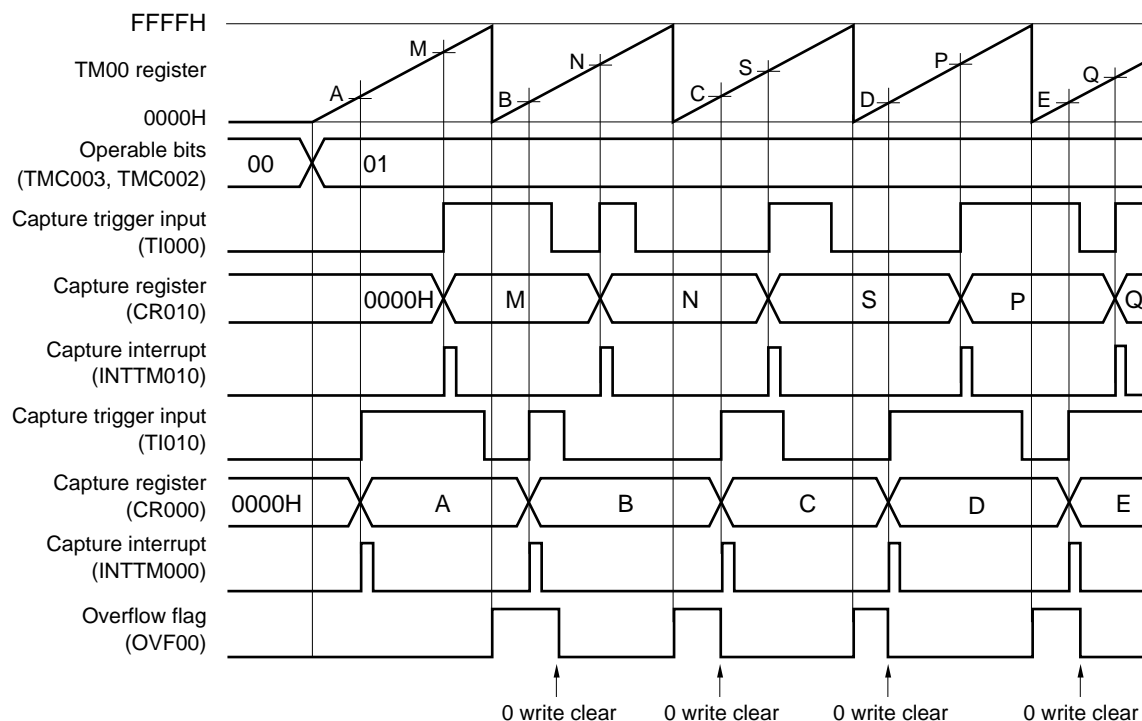 FFFFH
TM00 register
0000H
A M B N C S D P E Q
Operable bits
(TMC003, TMC002)
00 01
Capture trigger input
(TI000)
Capture register
(CR010)
0000H M N S P Q
Capture interrupt
(INTTM010)
Capture trigger input
(TI010)
Capture register
(CR000)
0000H A B C D E
Capture interrupt
(INTTM000)
Overflow flag
(OVF00)
0 write clear 0 write clear 0 write clear 0 write clear